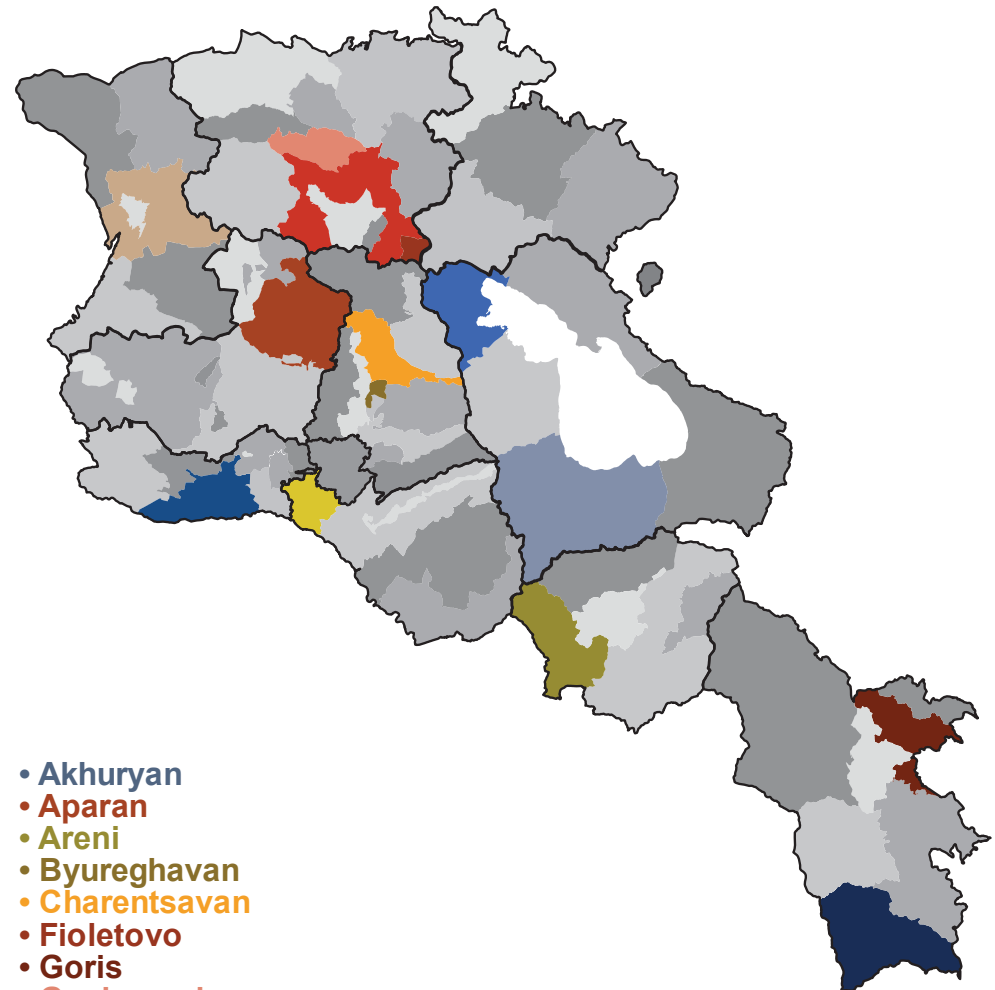 • Akhuryan
• Aparan
• Areni
• Byureghavan
• Charentsavan
• Fioletovo
• Goris